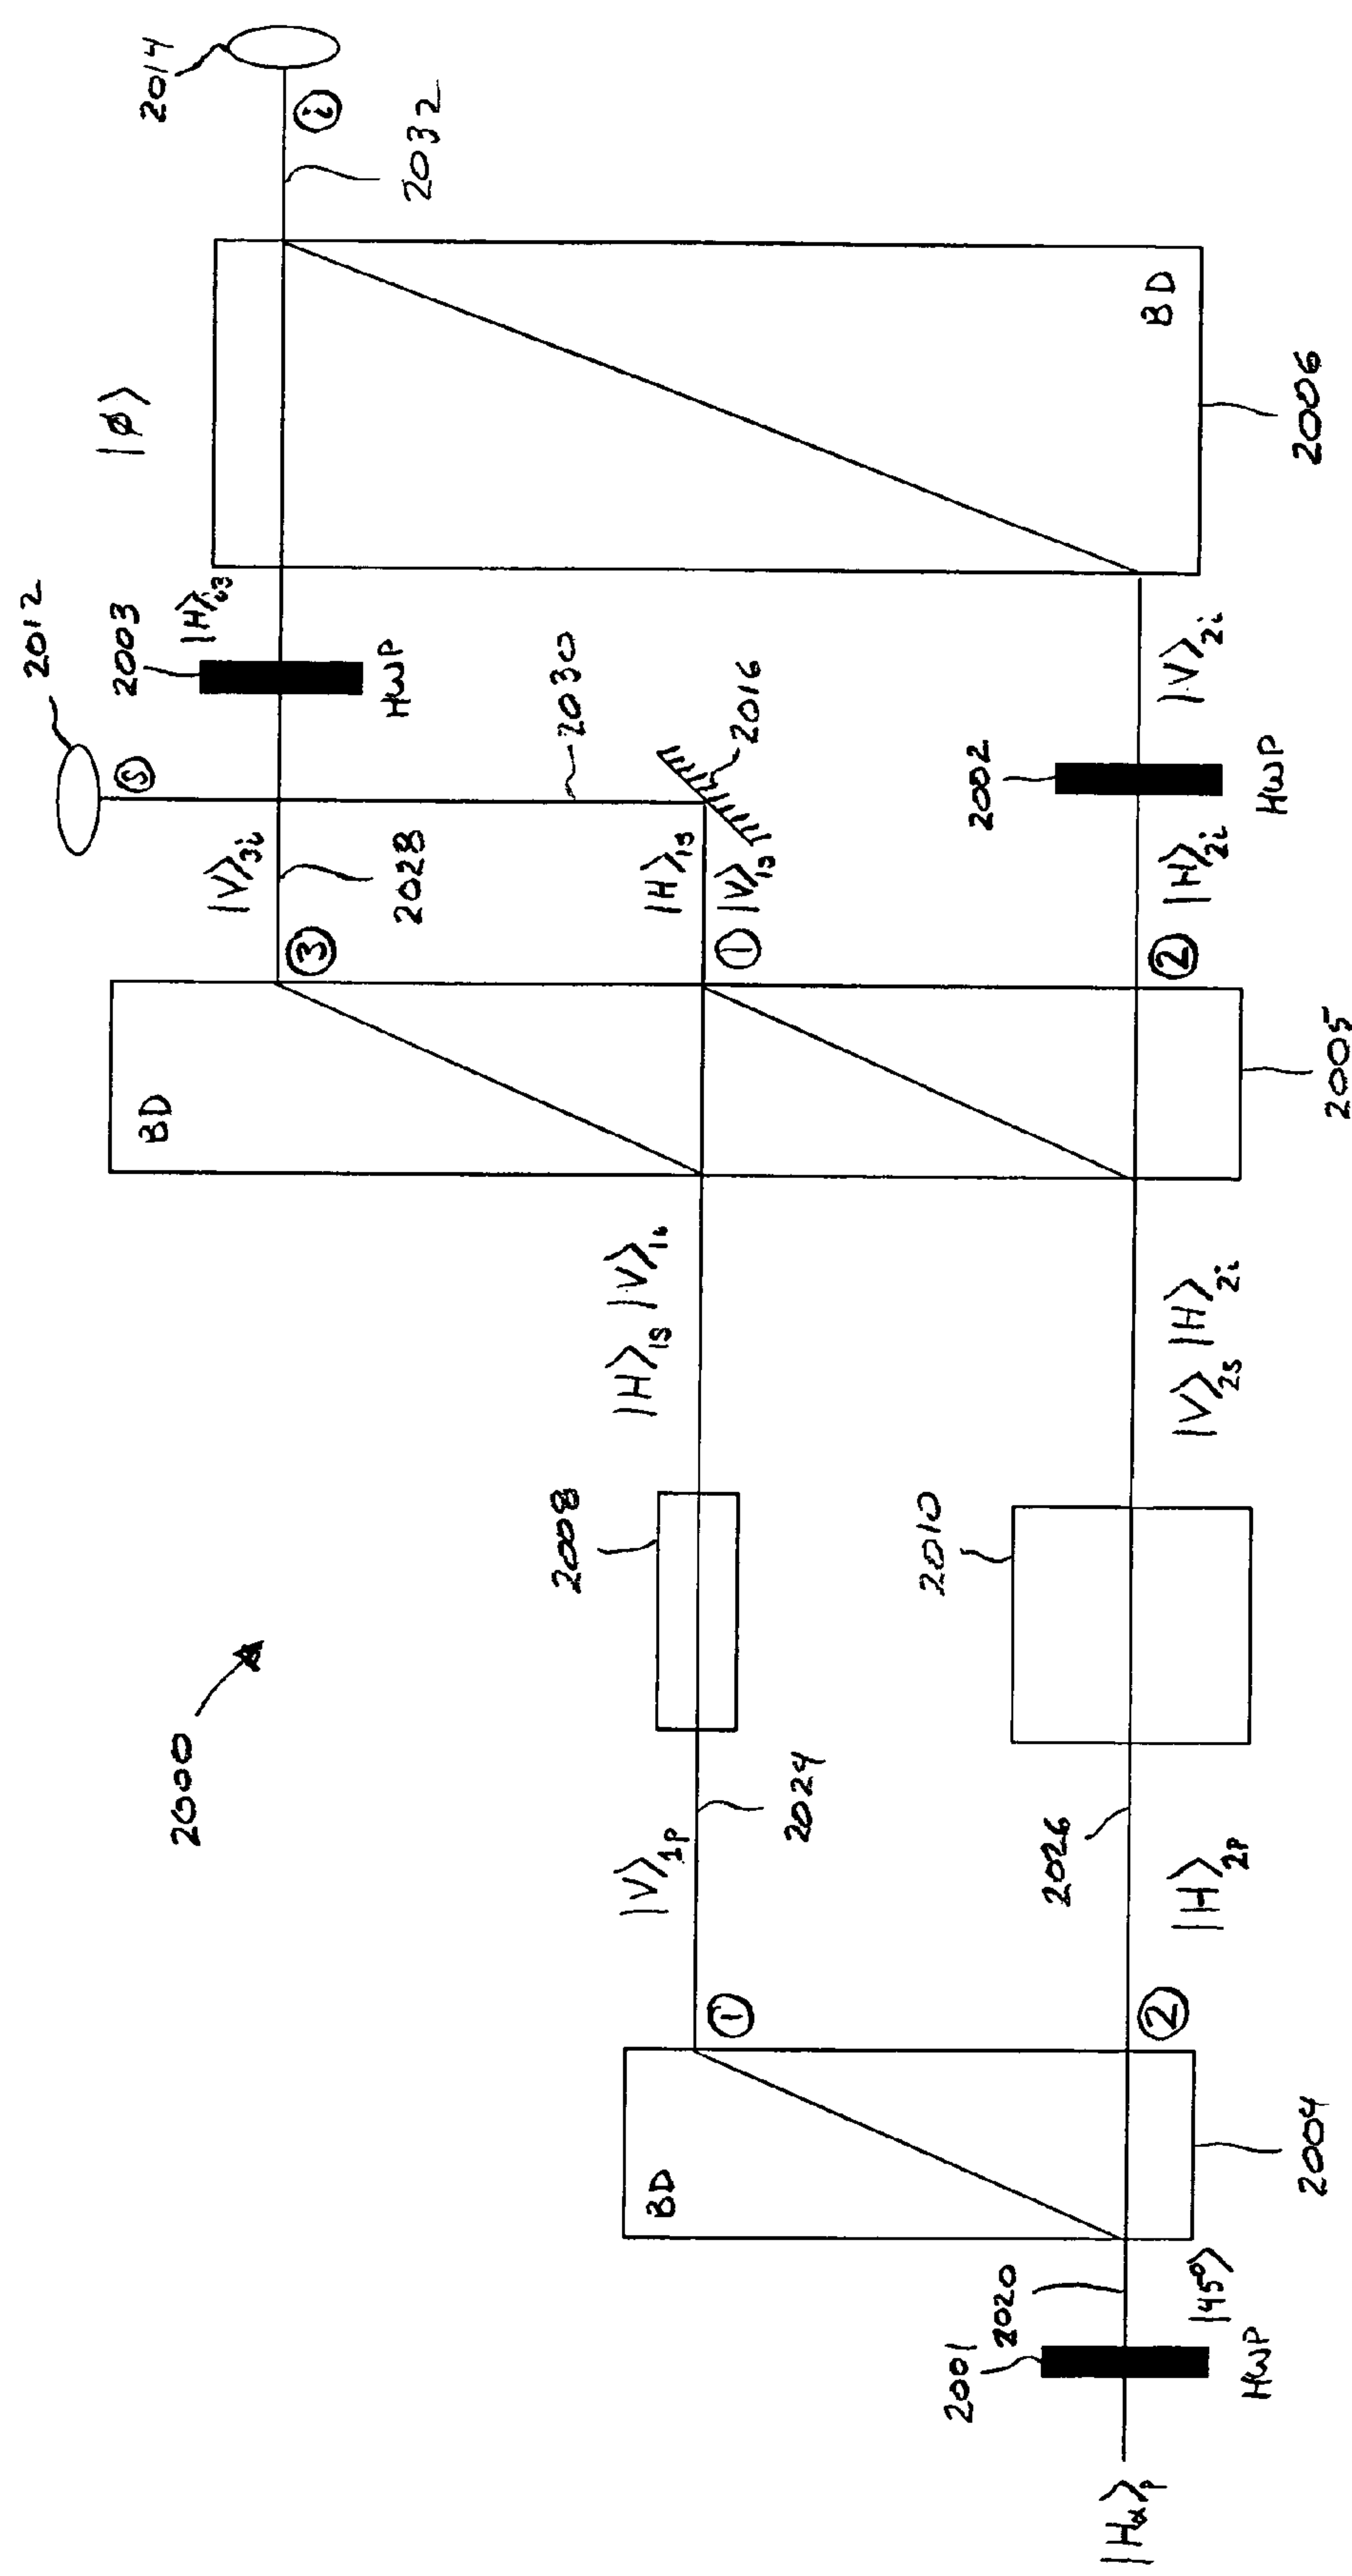 2000
|Hα⟩p
2001
HWP
2020
|45°⟩
BD
2004
①
②
|V⟩1p
2024
|H⟩2p
2026
2008
2010
|H⟩1s |V⟩1i
|V⟩2s |H⟩2i
BD
2005
③
①
②
|V⟩3i
2028
|H⟩1s
|V⟩1s
|H⟩2i
2016
2030
2012
Ⓢ
2002
HWP
|V⟩2i
2003
HWP
|H⟩i3
|ϕ⟩
BD
2006
2032
ⓘ
2014